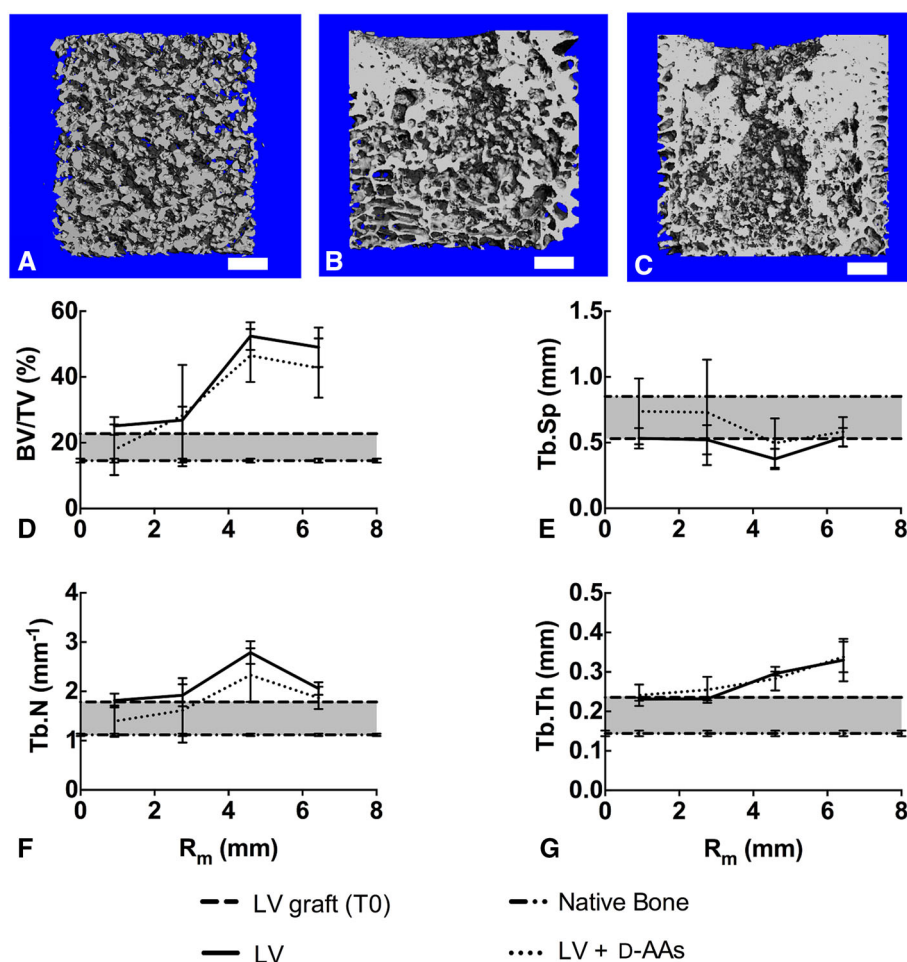 A
B
C
60
40
20
0
BV/TV (%)
0 2 4 6 8
D
1.5
1.0
0.5
0.0
Tb.Sp (mm)
0 2 4 6 8
E
4
3
2
1
0
Tb.N (mm⁻¹)
0 2 4 6 8
F
Rₘ (mm)
0.5
0.4
0.3
0.2
0.1
0.0
Tb.Th (mm)
0 2 4 6 8
G
Rₘ (mm)
LV graft (T0)
Native Bone
LV
LV + D-AAs